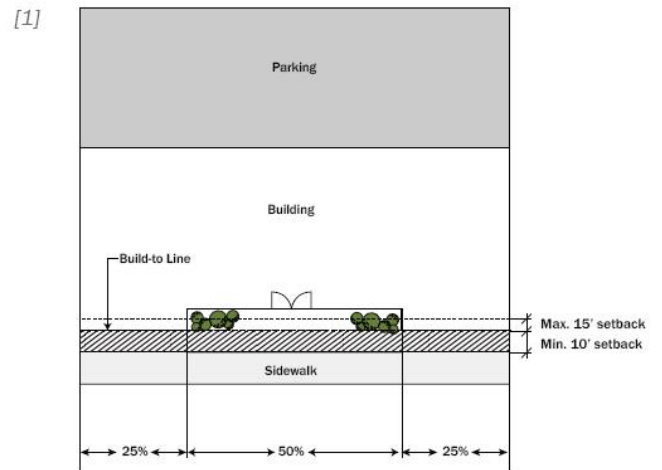 [1]
Parking
Building
Build-to Line
Max. 15' setback
Min. 10' setback
Sidewalk
25%
50%
25%